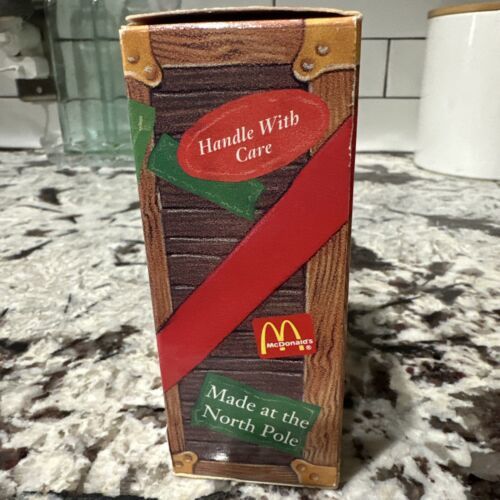 Handle With
Care
McDonald's ®
Made at the
North Pole